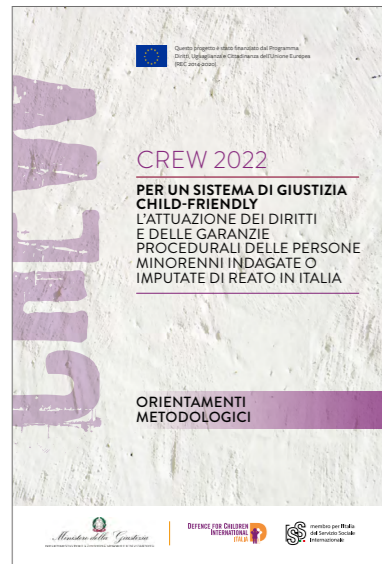 Questo progetto è stato finanziato dal Programma
Diritti, Uguaglianza e Cittadinanza dell'Unione Europea
(REC 2014-2020).
CREW
CREW 2022
PER UN SISTEMA DI GIUSTIZIA
CHILD-FRIENDLY
L'ATTUAZIONE DEI DIRITTI
E DELLE GARANZIE
PROCEDURALI DELLE PERSONE
MINORENNI INDAGATE O
IMPUTATE DI REATO IN ITALIA
ORIENTAMENTI
METODOLOGICI
Ministero della Giustizia
DEFENCE FOR CHILDREN
INTERNATIONAL
ITALIA
ISS
membro per l'Italia
del Servizio Sociale
Internazionale